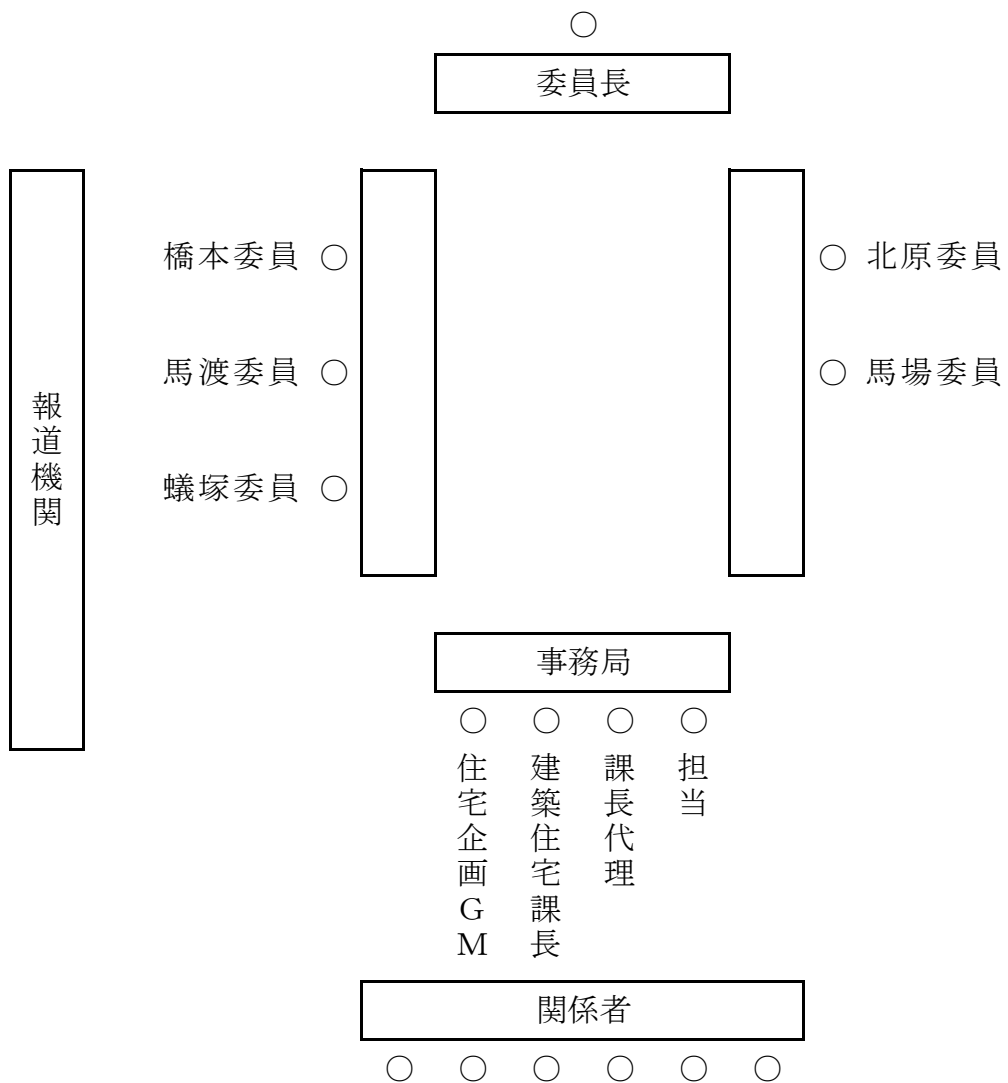 ○
委員長
橋本委員 ○
○ 北原委員
馬渡委員 ○
○ 馬場委員
蟻塚委員 ○
報道機関
事務局
○ ○ ○ ○
住宅企画GM
建築住宅課長
課長代理
担当
関係者
○ ○ ○ ○ ○ ○